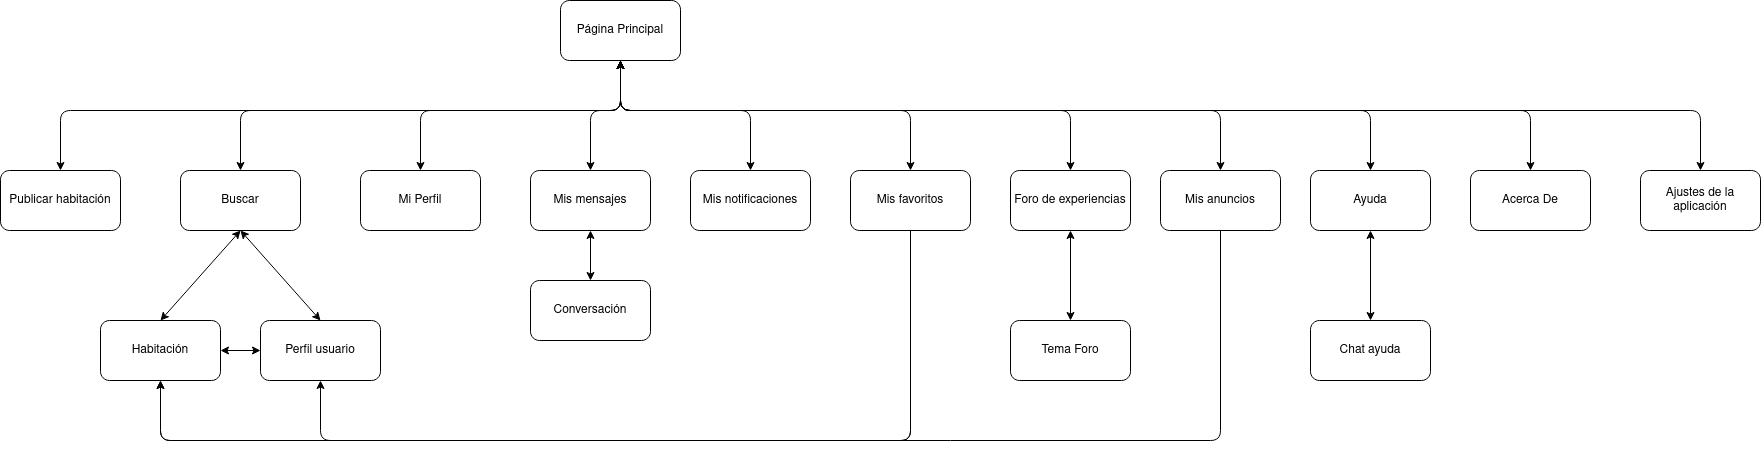 Página Principal
Publicar habitación
Buscar
Mi Perfil
Mis mensajes
Mis notificaciones
Mis favoritos
Foro de experiencias
Mis anuncios
Ayuda
Acerca De
Ajustes de la
aplicación
Conversación
Habitación
Perfil usuario
Tema Foro
Chat ayuda